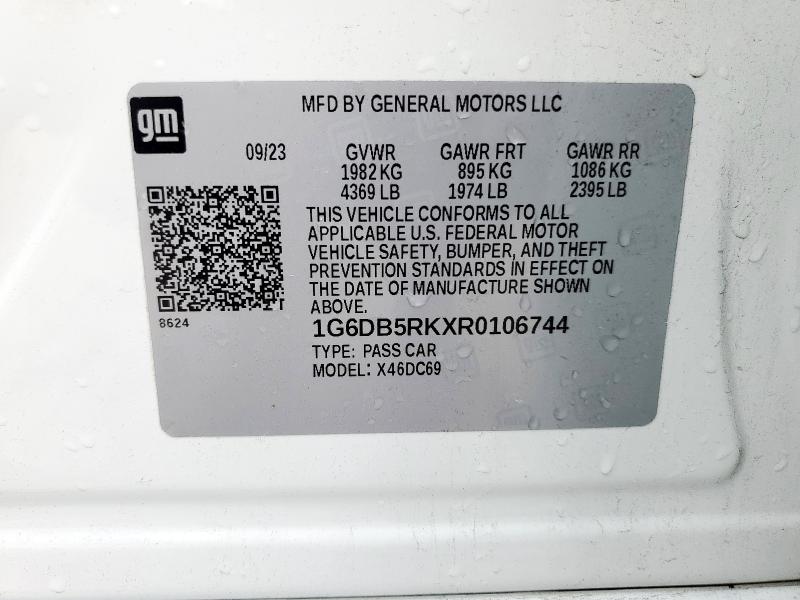 gm
MFD BY GENERAL MOTORS LLC
09/23 GVWR GAWR FRT GAWR RR
1982 KG 895 KG 1086 KG
4369 LB 1974 LB 2395 LB
THIS VEHICLE CONFORMS TO ALL
APPLICABLE U.S. FEDERAL MOTOR
VEHICLE SAFETY, BUMPER, AND THEFT
PREVENTION STANDARDS IN EFFECT ON
THE DATE OF MANUFACTURE SHOWN
ABOVE.
8624
1G6DB5RKXR0106744
TYPE: PASS CAR
MODEL: X46DC69